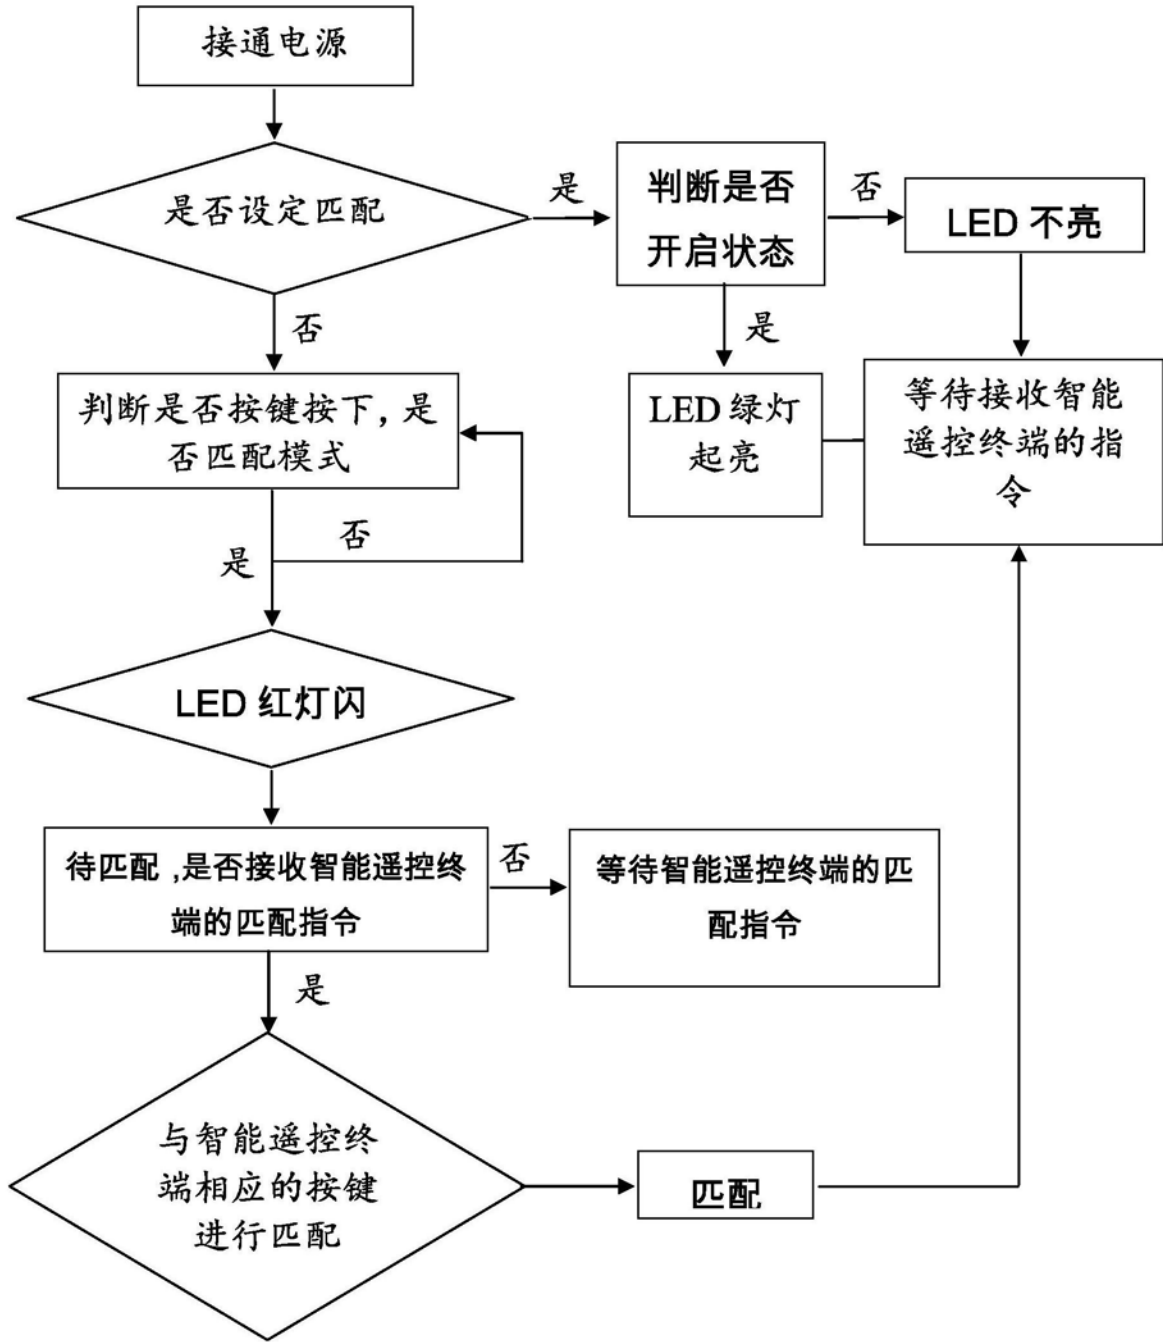 接通电源
是否设定匹配
是
判断是否
开启状态
否
LED 不亮
否
是
判断是否按键按下，是
否匹配模式
LED 绿灯
起亮
等待接收智能
遥控终端的指
令
否
是
LED 红灯闪
待匹配 ,是否接收智能遥控终
端的匹配指令
否
等待智能遥控终端的匹
配指令
是
与智能遥控终
端相应的按键
进行匹配
匹配